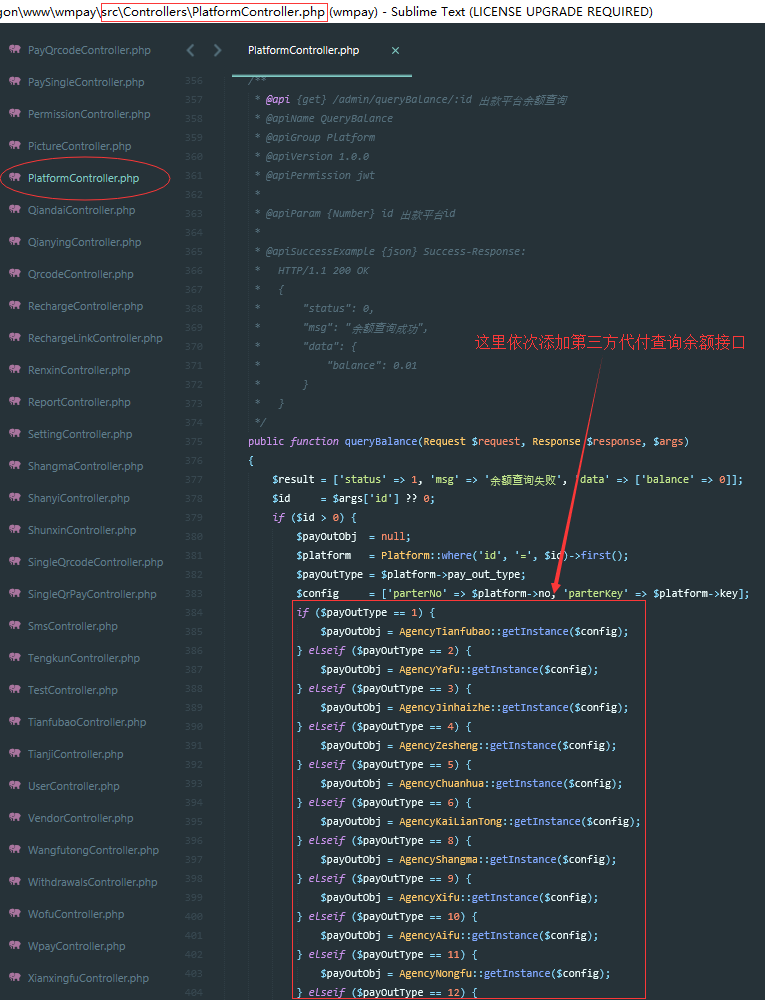 gon\www\wmpay\src\Controllers\PlatformController.php (wmpay) - Sublime Text (LICENSE UPGRADE REQUIRED)
PayQrcodeController.php
PaySingleController.php
PermissionController.php
PictureController.php
PlatformController.php
QiandaiController.php
QianyingController.php
QrcodeController.php
RechargeController.php
RechargeLinkController.php
RenxinController.php
ReportController.php
SettingController.php
ShangmaController.php
ShanyiController.php
ShunxinController.php
SingleQrcodeController.php
SingleQrPayController.php
SmsController.php
TengkunController.php
TestController.php
TianfubaoController.php
TianjiController.php
UserController.php
VendorController.php
WangfutongController.php
WithdrawalsController.php
WofuController.php
WpayController.php
XianxingfuController.php
PlatformController.php ×
356 /**
357 * @api {get} /admin/queryBalance/:id 出款平台余额查询
358 * @apiName QueryBalance
359 * @apiGroup Platform
360 * @apiVersion 1.0.0
361 * @apiPermission jwt
362 *
363 * @apiParam {Number} id 出款平台id
364 *
365 * @apiSuccessExample {json} Success-Response:
366 * HTTP/1.1 200 OK
367 * {
368 * "status": 0,
369 * "msg": "余额查询成功",
370 * "data": {
371 * "balance": 0.01
372 * }
373 * }
374 */
这里依次添加第三方代付查询余额接口
375 public function queryBalance(Request $request, Response $response, $args)
376 {
377 $result = ['status' => 1, 'msg' => '余额查询失败', 'data' => ['balance' => 0]];
378 $id = $args['id'] ?? 0;
379 if ($id > 0) {
380 $payOutObj = null;
381 $platform = Platform::where('id', '=', $id)->first();
382 $payOutType = $platform->pay_out_type;
383 $config = ['parterNo' => $platform->no, 'parterKey' => $platform->key];
384 if ($payOutType == 1) {
385 $payOutObj = AgencyTianfubao::getInstance($config);
386 } elseif ($payOutType == 2) {
387 $payOutObj = AgencyYafu::getInstance($config);
388 } elseif ($payOutType == 3) {
389 $payOutObj = AgencyJinhaizhe::getInstance($config);
390 } elseif ($payOutType == 4) {
391 $payOutObj = AgencyZesheng::getInstance($config);
392 } elseif ($payOutType == 5) {
393 $payOutObj = AgencyChuanhua::getInstance($config);
394 } elseif ($payOutType == 6) {
395 $payOutObj = AgencyKaiLianTong::getInstance($config);
396 } elseif ($payOutType == 8) {
397 $payOutObj = AgencyShangma::getInstance($config);
398 } elseif ($payOutType == 9) {
399 $payOutObj = AgencyXifu::getInstance($config);
400 } elseif ($payOutType == 10) {
401 $payOutObj = AgencyAifu::getInstance($config);
402 } elseif ($payOutType == 11) {
403 $payOutObj = AgencyNongfu::getInstance($config);
404 } elseif ($payOutType == 12) {